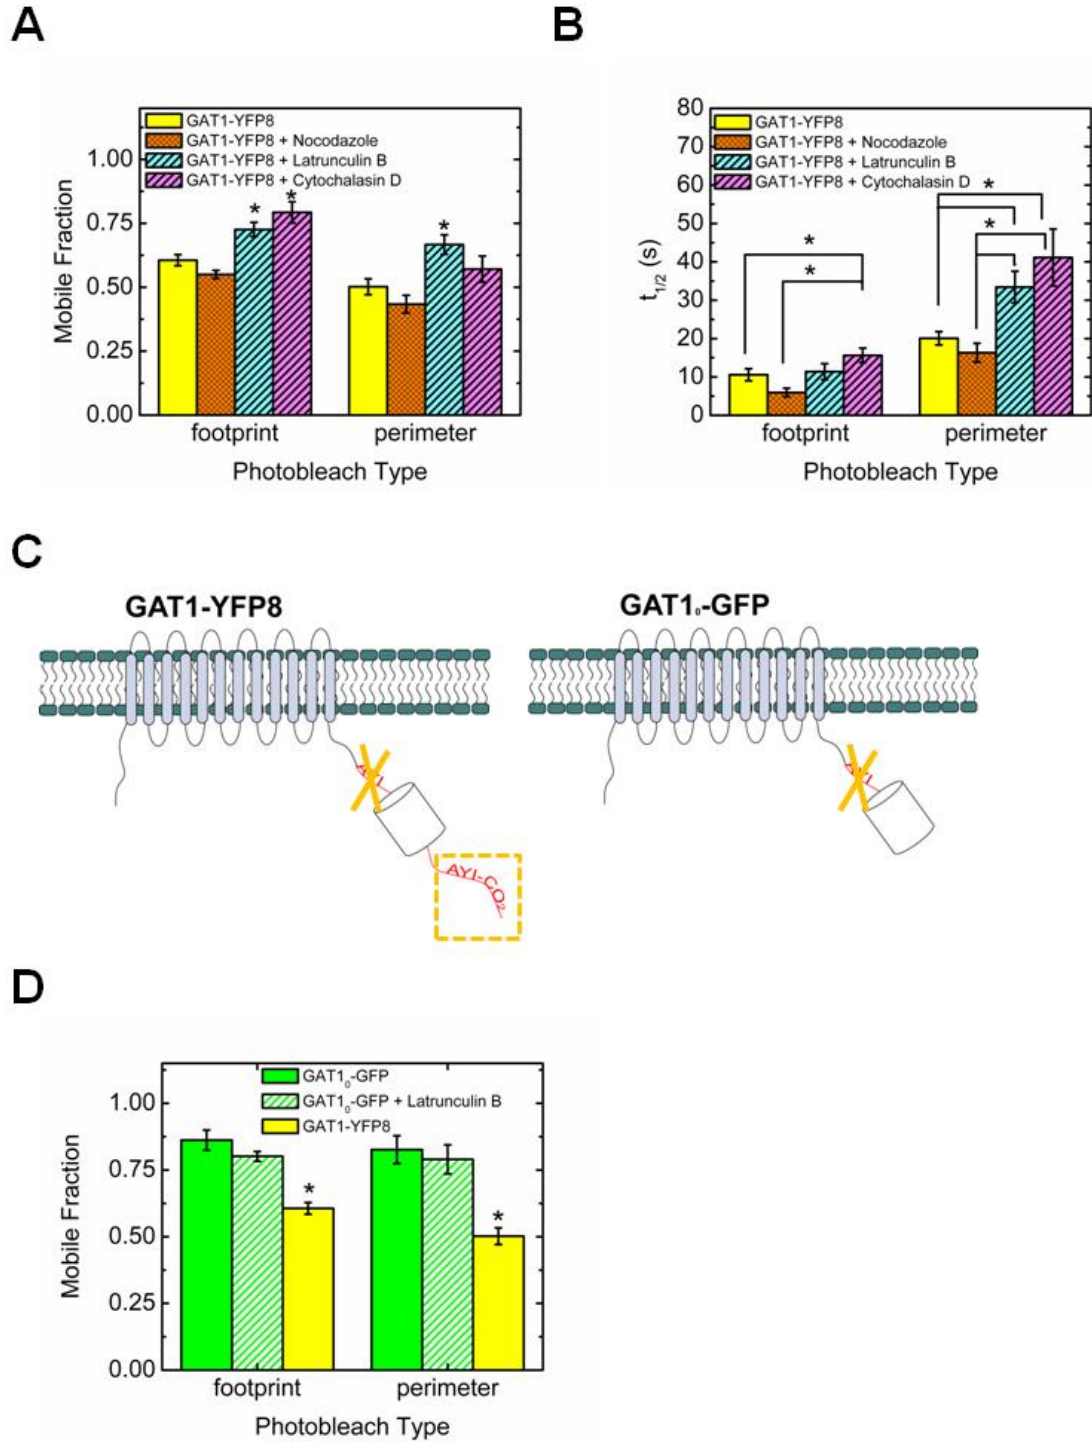 A
GAT1-YFP8
GAT1-YFP8 + Nocodazole
GAT1-YFP8 + Latrunculin B
GAT1-YFP8 + Cytochalasin D
* * *
1.00
0.75
0.50
0.25
0.00
Mobile Fraction
footprint perimeter
Photobleach Type
B
GAT1-YFP8
GAT1-YFP8 + Nocodazole
GAT1-YFP8 + Latrunculin B
GAT1-YFP8 + Cytochalasin D
* * * *
80
70
60
50
40
30
20
10
0
t1/2 (s)
footprint perimeter
Photobleach Type
C
GAT1-YFP8
AYI
AYI-CO2
GAT1₀-GFP
AYI
D
GAT1₀-GFP
GAT1₀-GFP + Latrunculin B
GAT1-YFP8
* *
1.00
0.75
0.50
0.25
0.00
Mobile Fraction
footprint perimeter
Photobleach Type